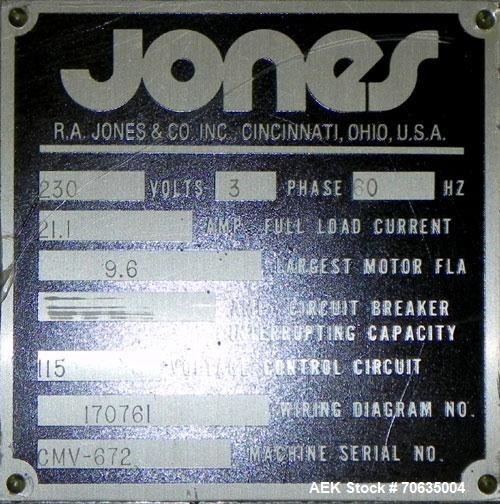 Jones
R.A. JONES & CO. INC. CINCINNATI, OHIO, U.S.A.
230 VOLTS 3 PHASE 60 HZ
21.1 AMP. FULL LOAD CURRENT
9.6 LARGEST MOTOR FLA
AMP. CIRCUIT BREAKER
INTERRUPTING CAPACITY
115 VOLTAGE CONTROL CIRCUIT
170761 WIRING DIAGRAM NO.
CMV-672 MACHINE SERIAL NO.
AEK Stock # 70635004